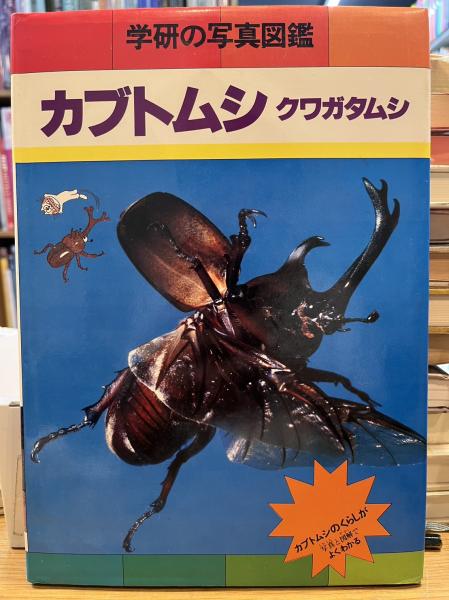 学研の写真図鑑
カブトムシ クワガタムシ
カブトムシのくらしが
写真と図解で
よくわかる